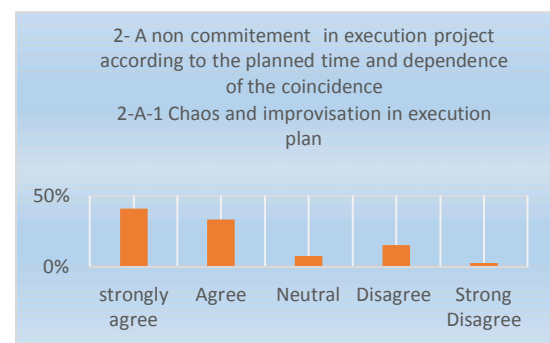 2- A non commitement  in execution project
according to the planned time and dependence
of the coincidence
2-A-1 Chaos and improvisation in execution
plan
50%
0%
strongly
agree
Agree
Neutral
Disagree
Strong
Disagree